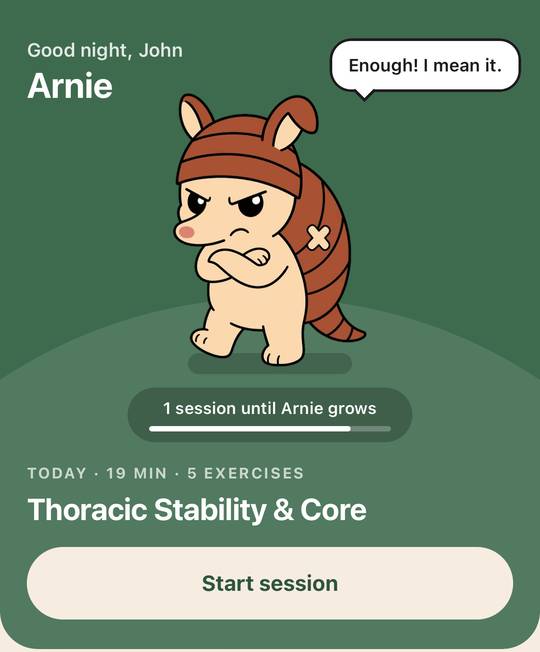 Good night, John
Arnie
Enough! I mean it.
1 session until Arnie grows
TODAY · 19 MIN · 5 EXERCISES
Thoracic Stability & Core
Start session